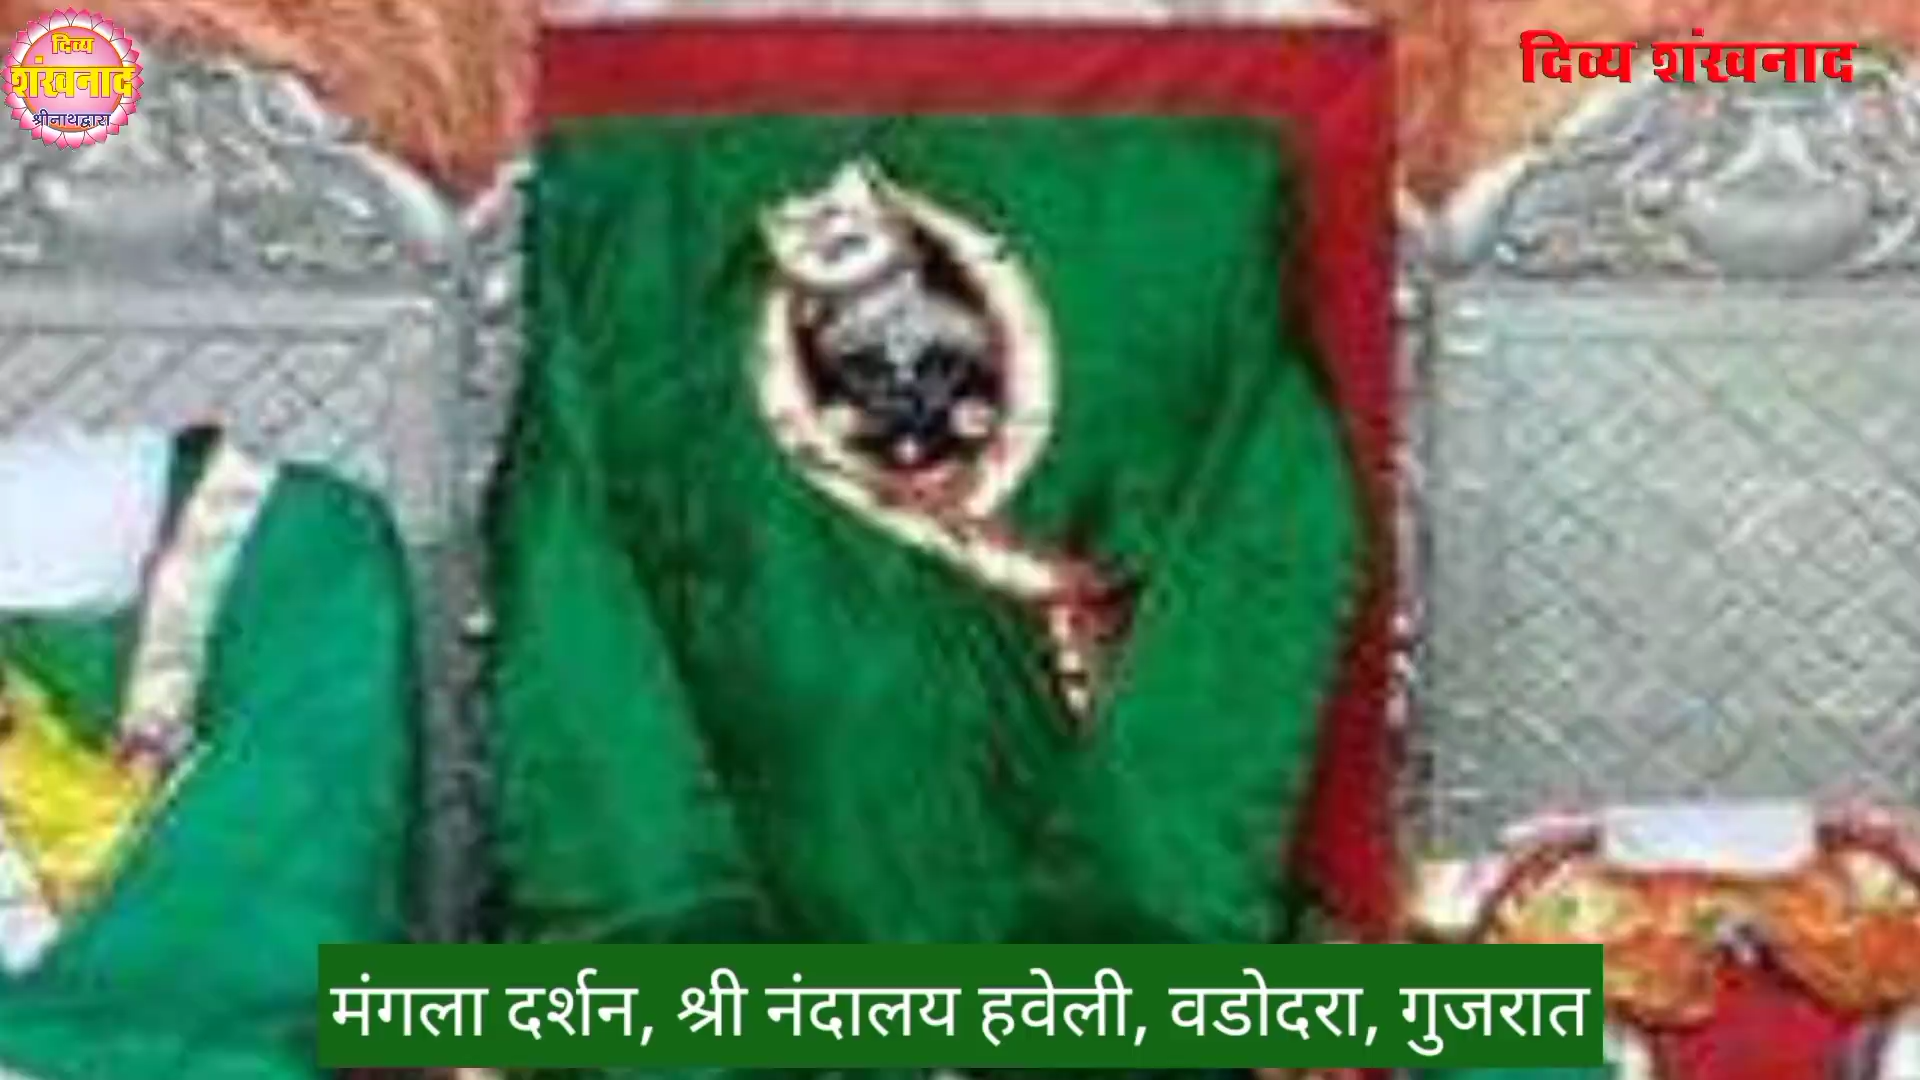 दिव्य
शंखनाद
श्रीनाथद्वारा
दिव्य शंखनाद
मंगला दर्शन, श्री नंदालय हवेली, वडोदरा, गुजरात